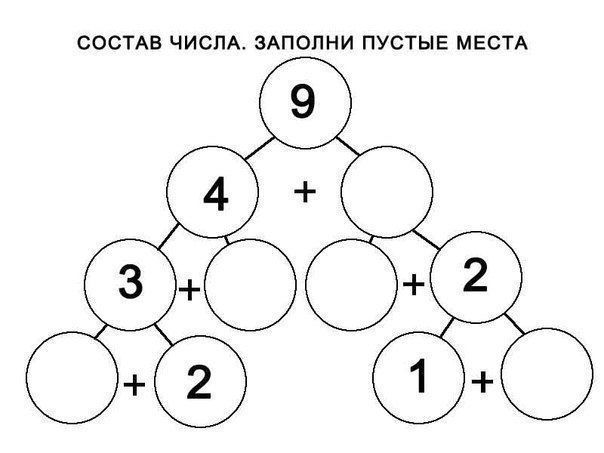 СОСТАВ ЧИСЛА. ЗАПОЛНИ ПУСТЫЕ МЕСТА
9
4 +
3 + + 2
+ 2 1 +